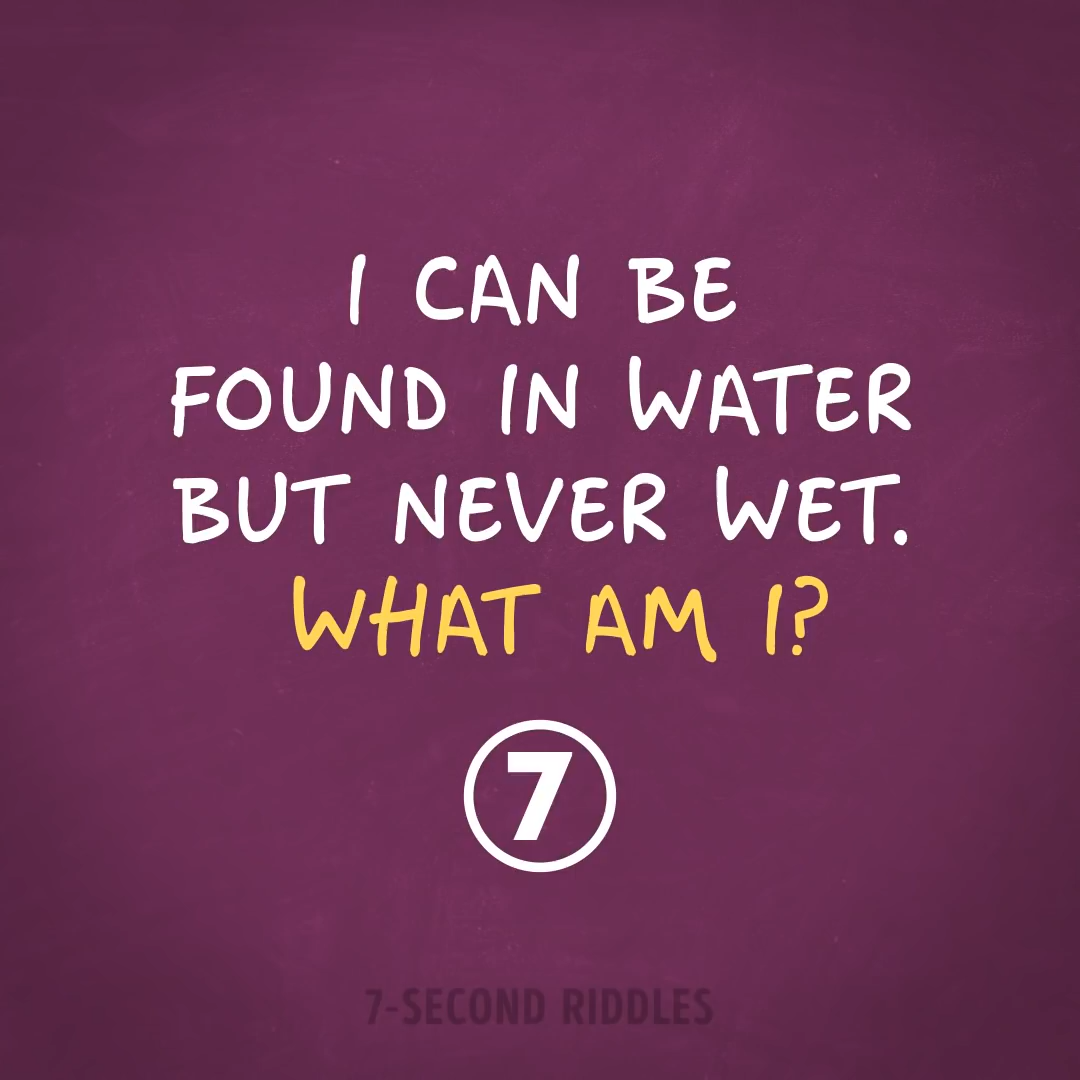 I CAN BE
FOUND IN WATER
BUT NEVER WET.
WHAT AM I?
7
7-SECOND RIDDLES